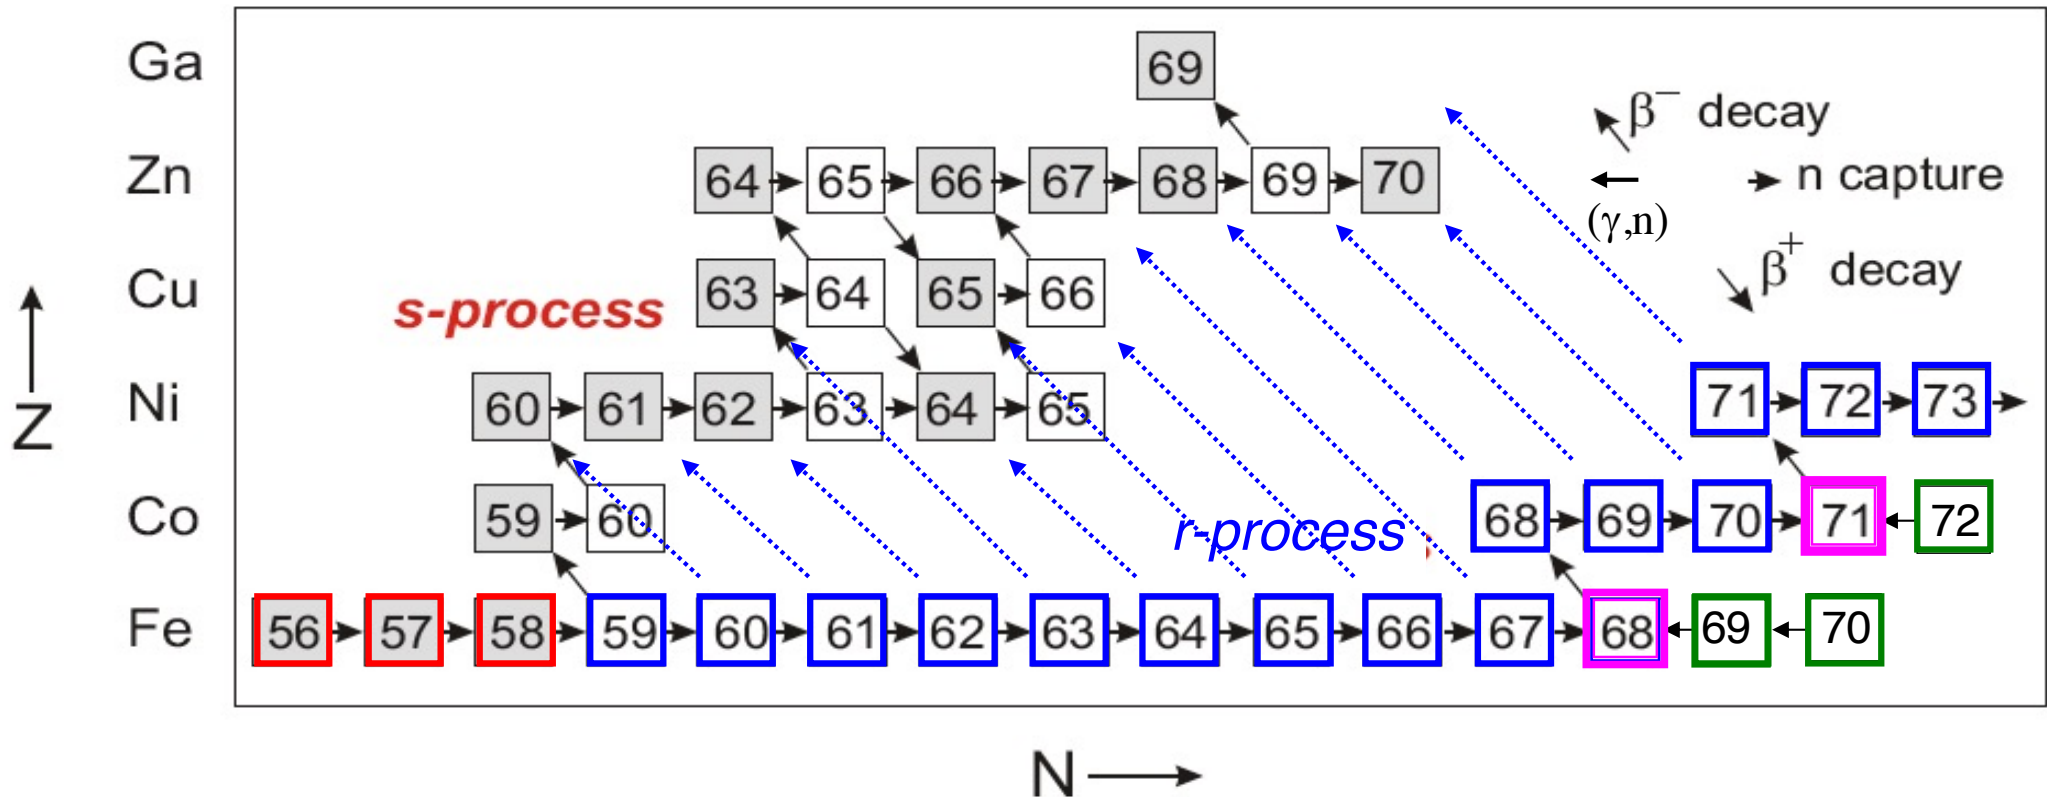 Ga 69
β⁻ decay
Zn 64 65 66 67 68 69 70
n capture
(γ,n)
Cu 63 64 65 66
β⁺ decay
s-process
Ni 60 61 62 63 64 65 71 72 73
Z
Co 59 60 68 69 70 71 72
r-process
Fe 56 57 58 59 60 61 62 63 64 65 66 67 68 69 70
N